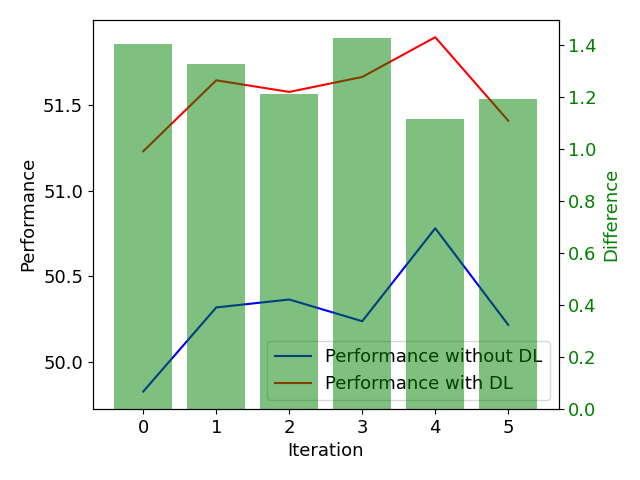 51.5
51.0
50.5
50.0
Performance
1.4
1.2
1.0
0.8
0.6
0.4
0.2
0.0
Difference
Performance without DL
Performance with DL
0 1 2 3 4 5
Iteration